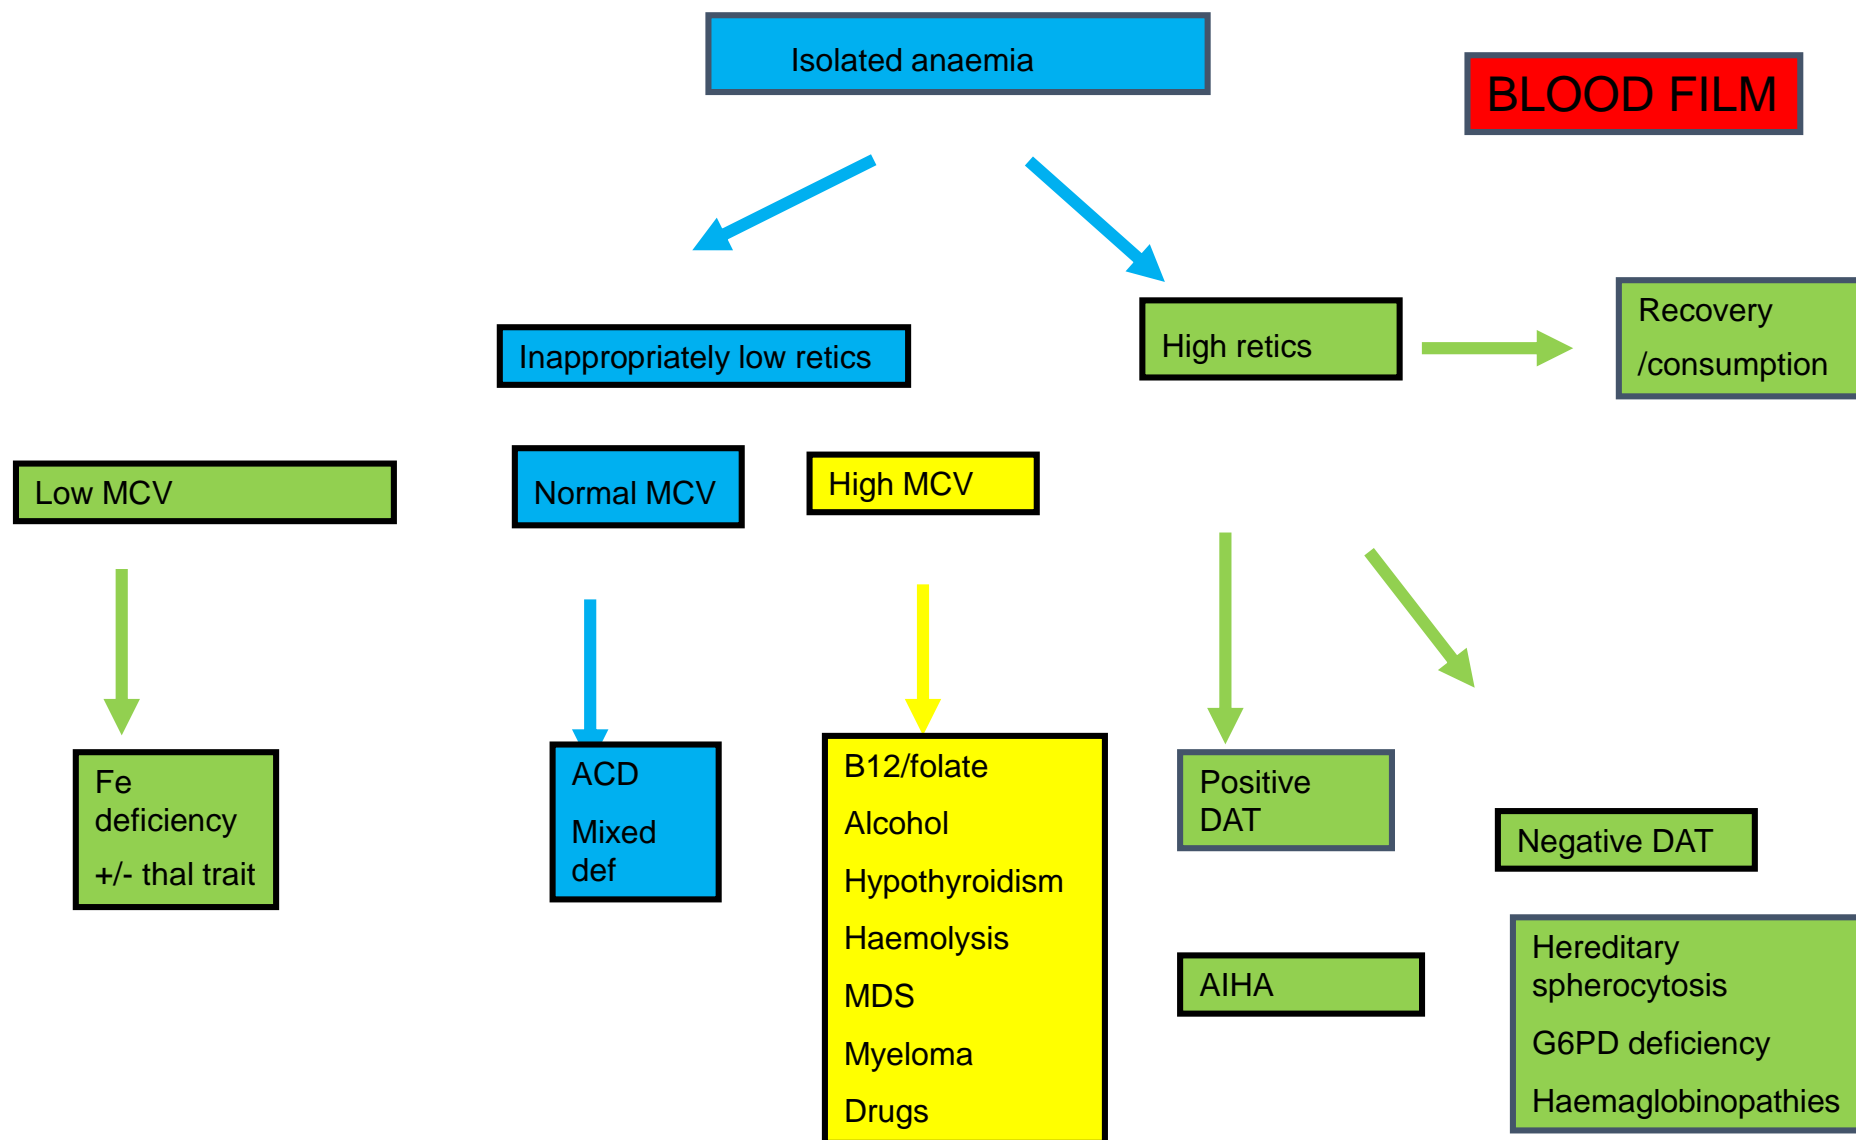 Isolated anaemia
BLOOD FILM
Inappropriately low retics
High retics
Recovery
/consumption
Low MCV
Normal MCV
High MCV
Fe
deficiency
+/- thal trait
ACD
Mixed
def
B12/folate
Alcohol
Hypothyroidism
Haemolysis
MDS
Myeloma
Drugs
Positive
DAT
AIHA
Negative DAT
Hereditary
spherocytosis
G6PD deficiency
Haemaglobinopathies